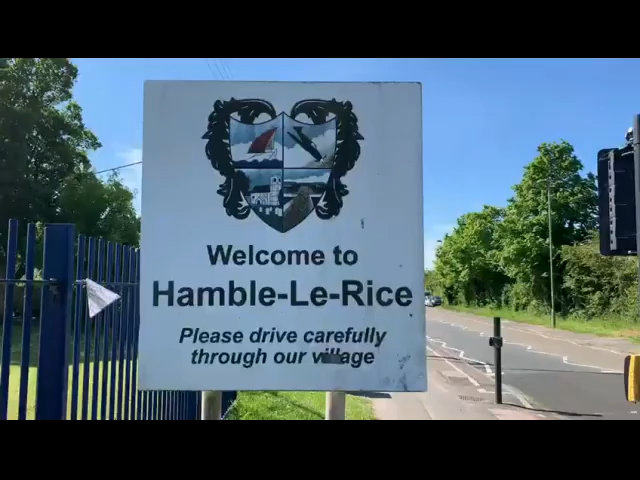 Welcome to
Hamble-Le-Rice
Please drive carefully
through our village